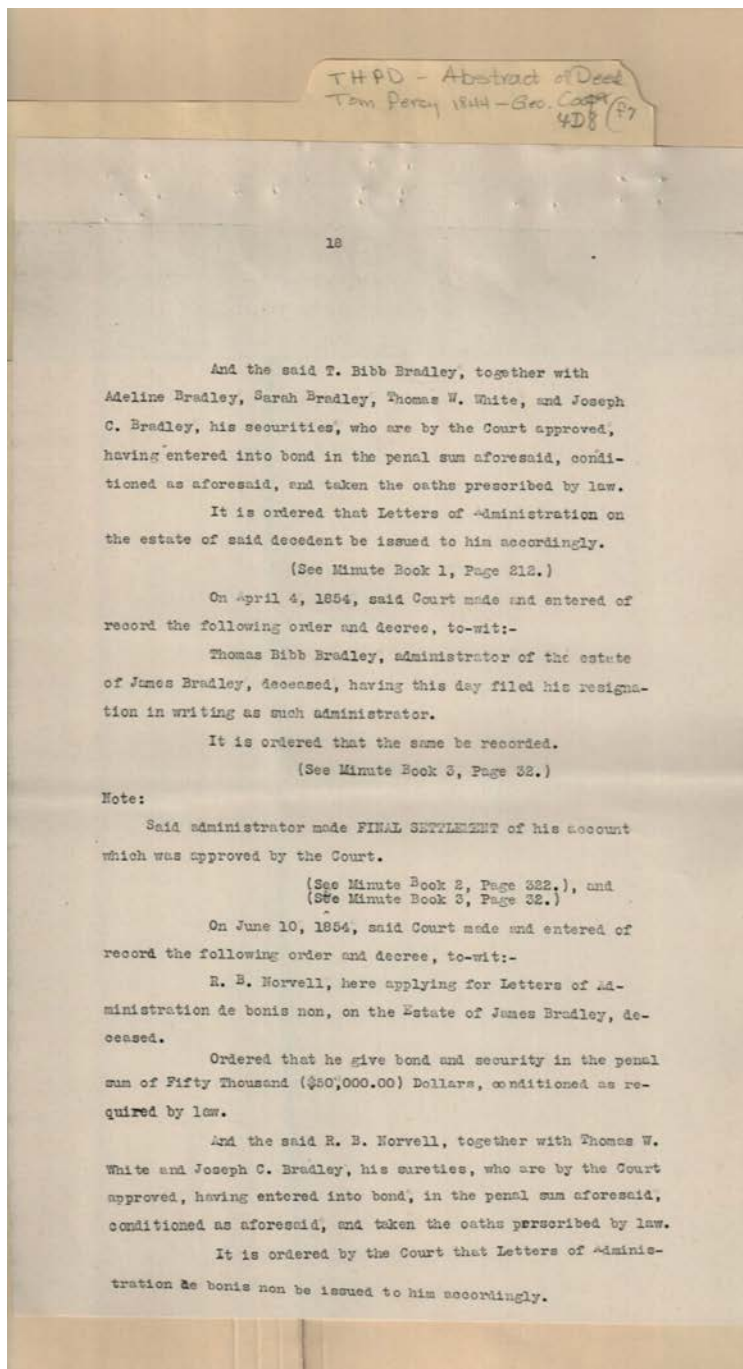 THPD - Abstract of Deed
Tom Percy 1844 - Geo.
4D8 f7
18
And the said T. Bibb Bradley, together with
Adeline Bradley, Sarah Bradley, Thomas W. White, and Joseph
C. Bradley, his securities, who are by the Court approved,
having entered into bond in the penal sum aforesaid, condi-
tioned as aforesaid, and taken the oaths prescribed by law.
It is ordered that Letters of Administration on
the estate of said decedent be issued to him accordingly.
(See Minute Book 1, Page 212.)
On April 4, 1854, said Court made and entered of
record the following order and decree, to-wit:-
Thomas Bibb Bradley, administrator of the estate
of James Bradley, deceased, having this day filed his resigna-
tion in writing as such administrator.
It is ordered that the same be recorded.
(See Minute Book 3, Page 32.)
Note:
Said administrator made FINAL SETTLEMENT of his account
which was approved by the Court.
(See Minute Book 2, Page 322.), and
(See Minute Book 3, Page 32.)
On June 10, 1854, said Court made and entered of
record the following order and decree, to-wit:-
R. B. Norvell, here applying for Letters of Ad-
ministration de bonis non, on the Estate of James Bradley, de-
ceased.
Ordered that he give bond and security in the penal
sum of Fifty Thousand ($50,000.00) Dollars, conditioned as re-
quired by law.
And the said R. B. Norvell, together with Thomas W.
White and Joseph C. Bradley, his sureties, who are by the Court
approved, having entered into bond, in the penal sum aforesaid,
conditioned as aforesaid, and taken the oaths perscribed by law.
It is ordered by the Court that Letters of Adminis-
tration de bonis non be issued to him accordingly.